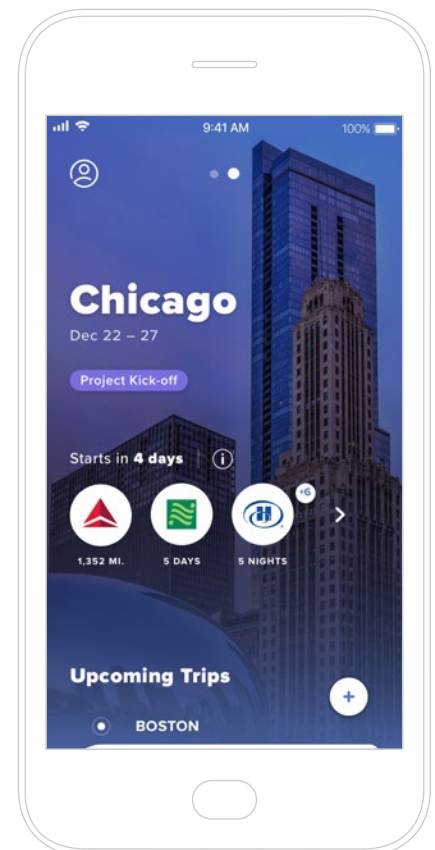 9:41 AM 100%
Chicago
Dec 22 – 27
Project Kick-off
Starts in 4 days
+6
1,352 MI. 5 DAYS 5 NIGHTS
Upcoming Trips
+
BOSTON